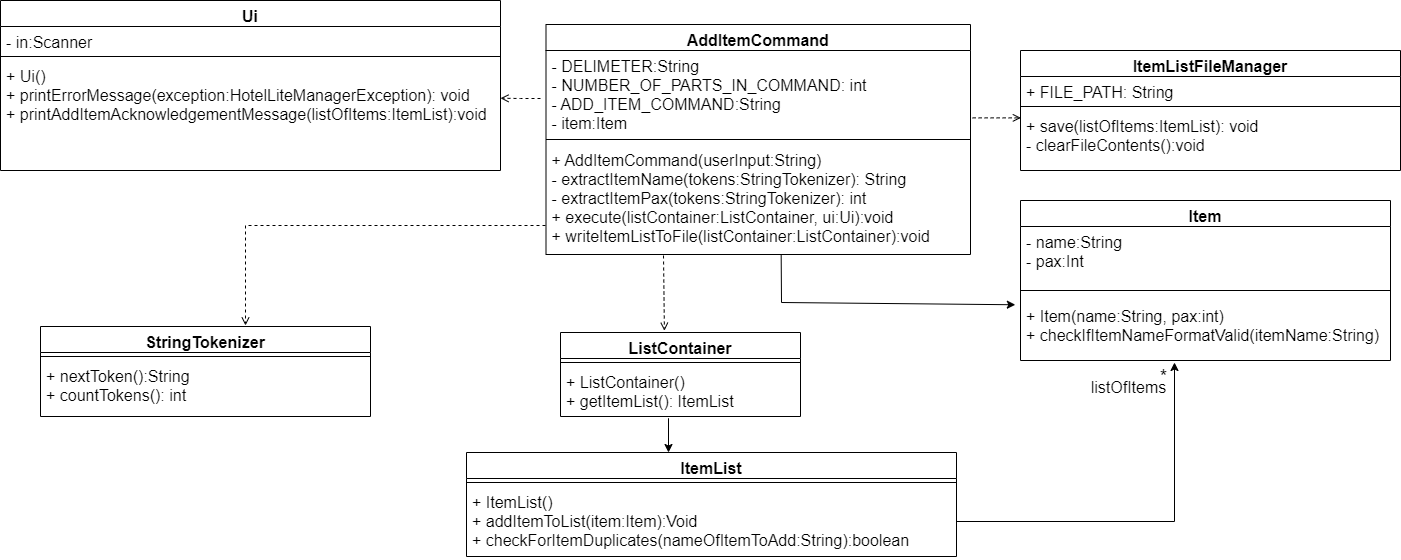 Ui
- in:Scanner
+ Ui()
+ printErrorMessage(exception:HotelLiteManagerException): void
+ printAddItemAcknowledgementMessage(listOfItems:ItemList):void
AddItemCommand
- DELIMETER:String
- NUMBER_OF_PARTS_IN_COMMAND: int
- ADD_ITEM_COMMAND:String
- item:Item
+ AddItemCommand(userInput:String)
- extractItemName(tokens:StringTokenizer): String
- extractItemPax(tokens:StringTokenizer): int
+ execute(listContainer:ListContainer, ui:Ui):void
+ writeItemListToFile(listContainer:ListContainer):void
ItemListFileManager
+ FILE_PATH: String
+ save(listOfItems:ItemList): void
- clearFileContents():void
Item
- name:String
- pax:Int
+ Item(name:String, pax:int)
+ checkIfItemNameFormatValid(itemName:String)
StringTokenizer
+ nextToken():String
+ countTokens(): int
ListContainer
+ ListContainer()
+ getItemList(): ItemList
*
listOfItems
ItemList
+ ItemList()
+ addItemToList(item:Item):Void
+ checkForItemDuplicates(nameOfItemToAdd:String):boolean